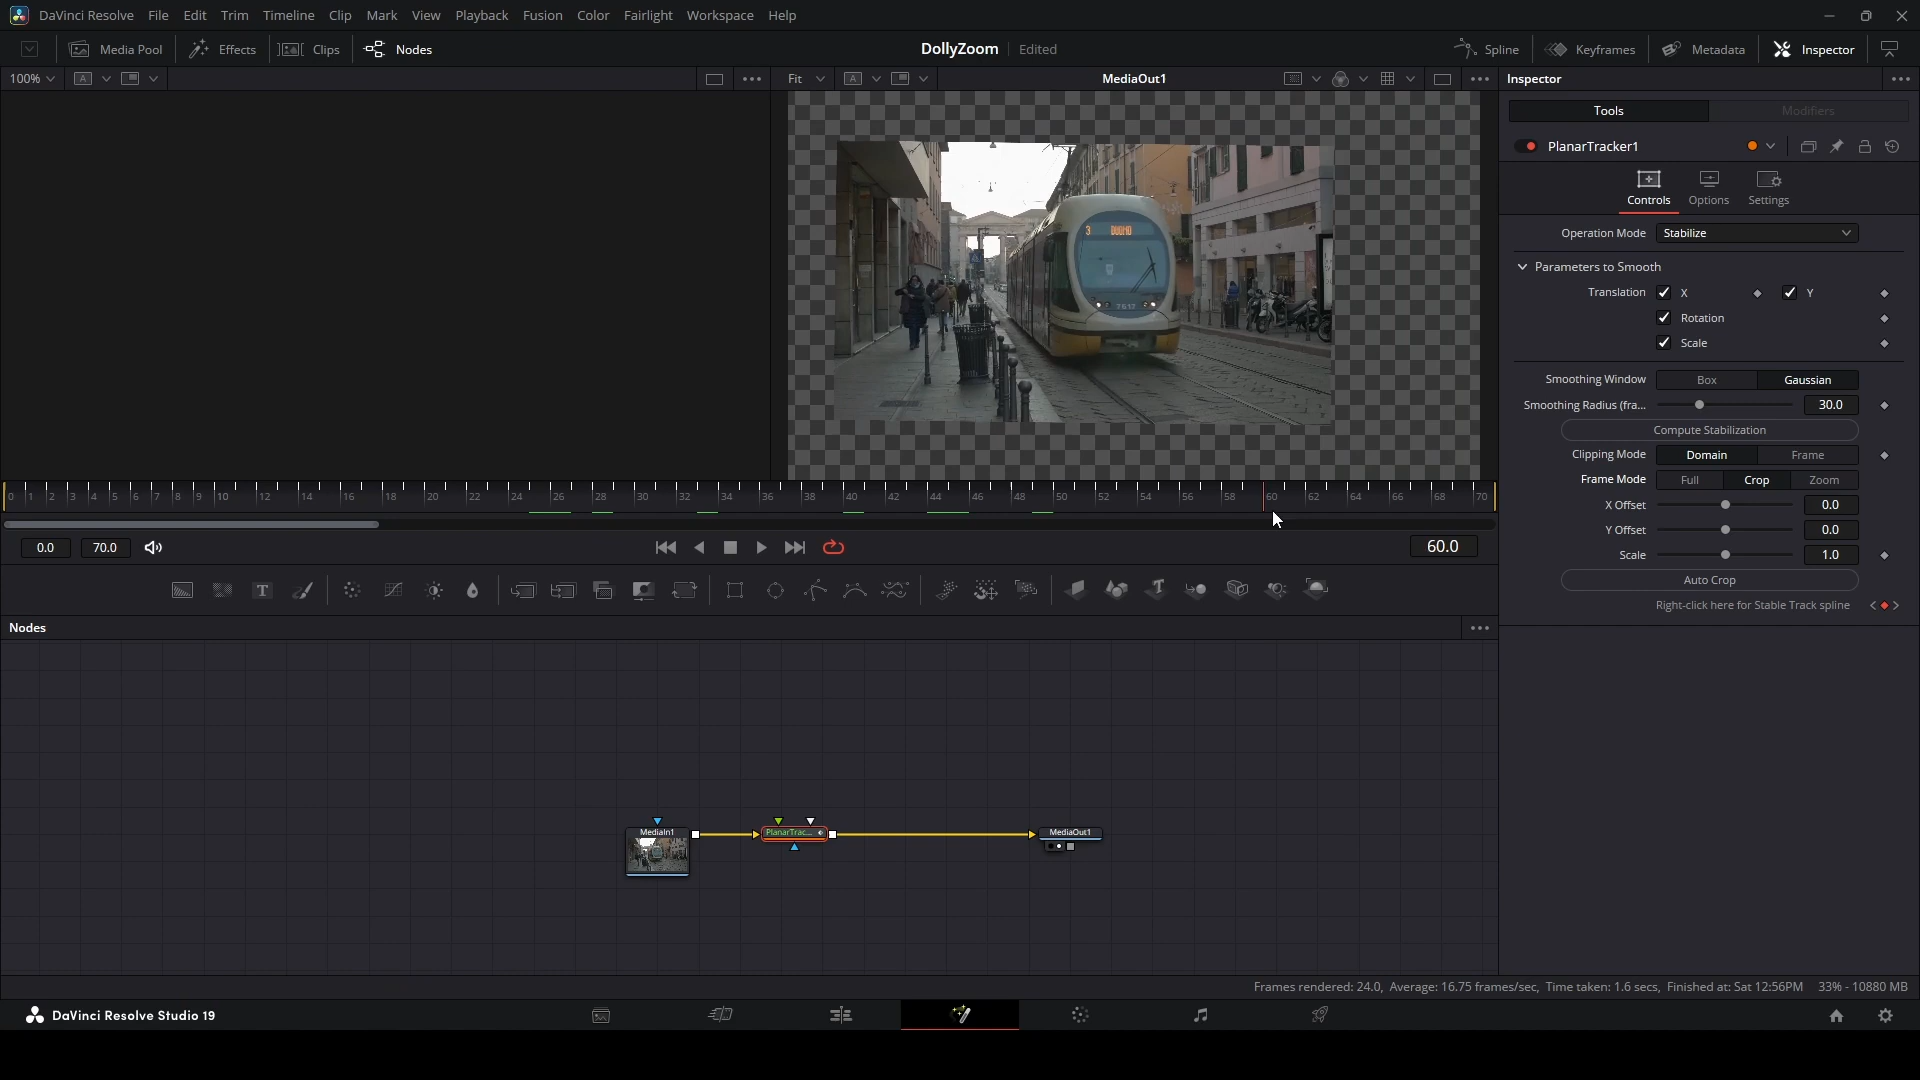 DaVinci Resolve File Edit Trim Timeline Clip Mark View Playback Fusion Color Fairlight Workspace Help
Media Pool Effects Clips Nodes DollyZoom Edited Spline Keyframes Metadata Inspector
100% A Fit A MediaOut1 Inspector
Tools Modifiers
PlanarTracker1
Controls Options Settings
Operation Mode Stabilize
Parameters to Smooth
Translation X Y
Rotation
Scale
Smoothing Window Box Gaussian
Smoothing Radius (fra... 30.0
Compute Stabilization
Clipping Mode Domain Frame
Frame Mode Full Crop Zoom
X Offset 0.0
Y Offset 0.0
Scale 1.0
Auto Crop
Right-click here for Stable Track spline
3 DUOMO
7617
0 1 2 3 4 5 6 7 8 9 10 12 14 16 18 20 22 24 26 28 30 32 34 36 38 40 42 44 46 48 50 52 54 56 58 60 62 64 66 68 70
0.0 70.0 60.0
Nodes
MediaIn1 PlanarTrac... MediaOut1
Frames rendered: 24.0, Average: 16.75 frames/sec, Time taken: 1.6 secs, Finished at: Sat 12:56PM 33% - 10880 MB
DaVinci Resolve Studio 19